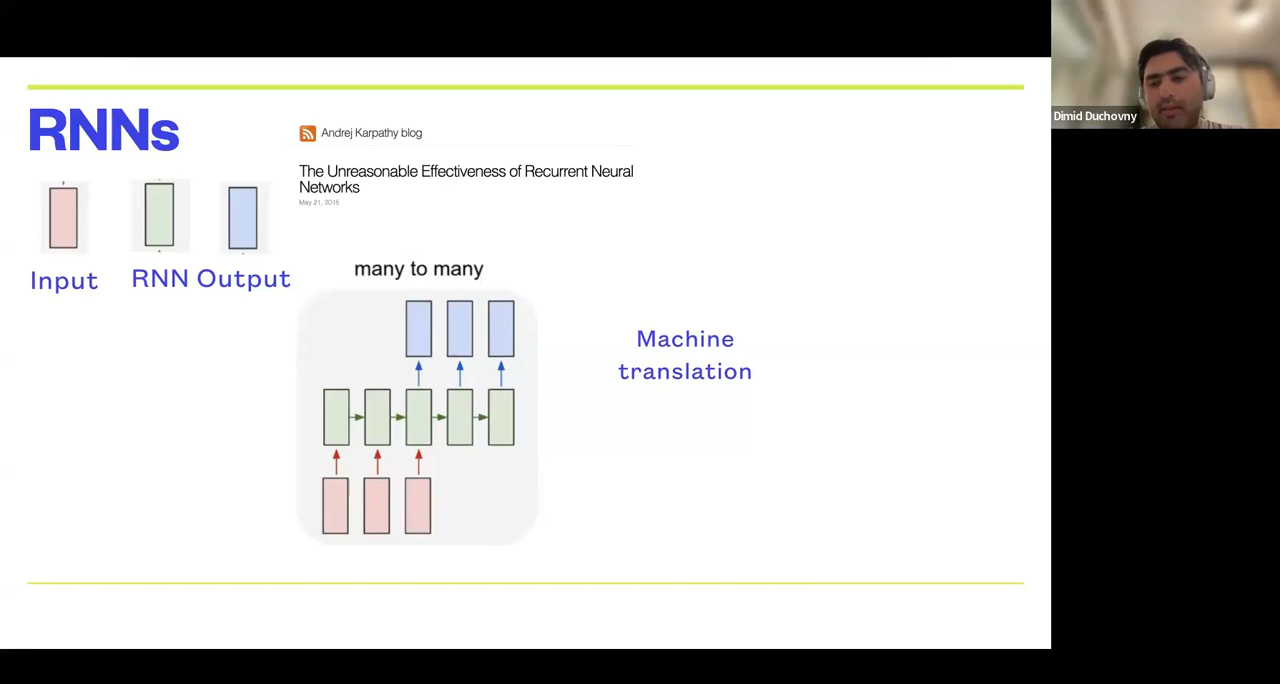 RNNs
Andrej Karpathy blog
The Unreasonable Effectiveness of Recurrent Neural
Networks
May 21, 2015
Input
RNN
Output
many to many
Machine
translation
Dimid Duchovny